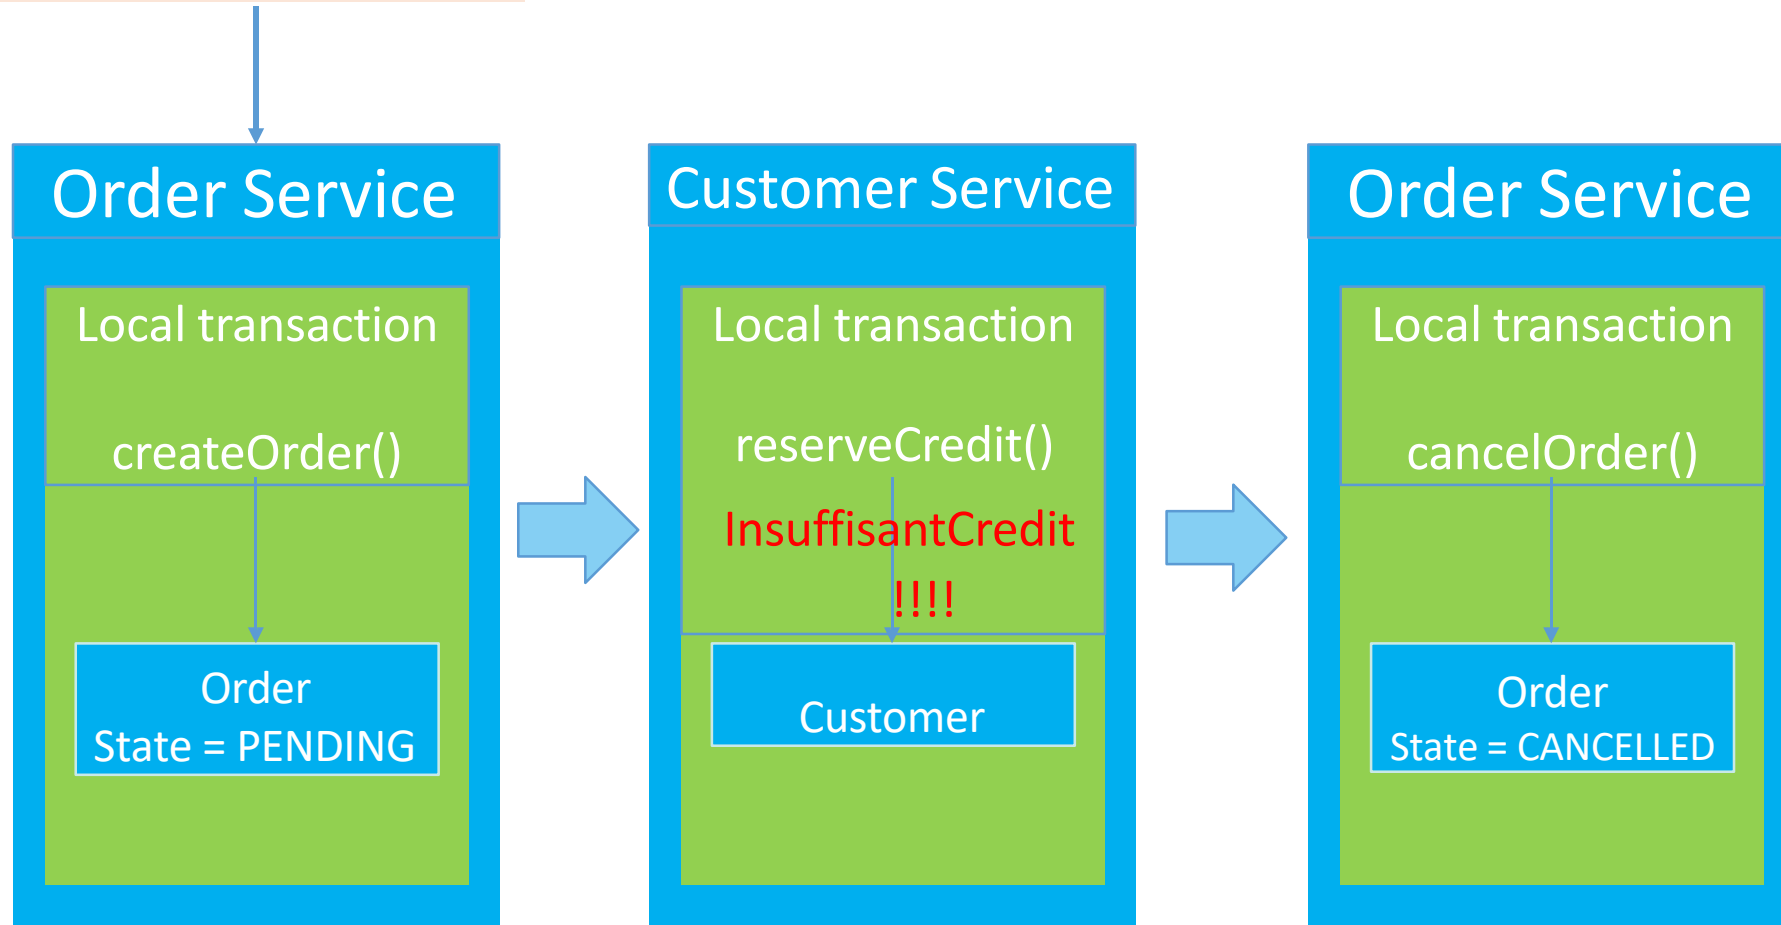 Order Service
Local transaction
createOrder()
Order
State = PENDING
Customer Service
Local transaction
reserveCredit()
InsuffisantCredit
!!!!
Customer
Order Service
Local transaction
cancelOrder()
Order
State = CANCELLED